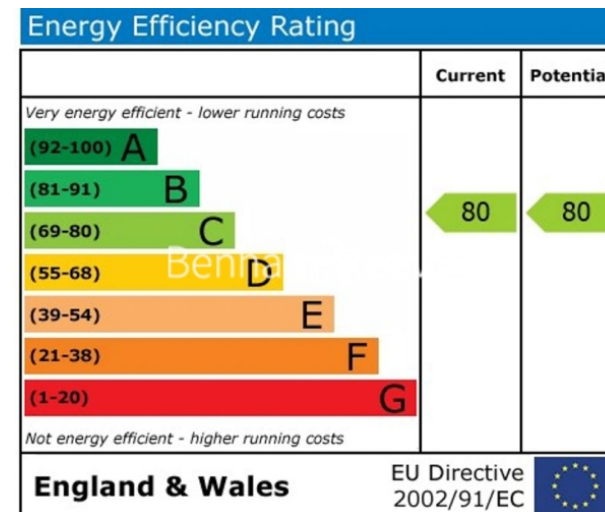 Energy Efficiency Rating
Current Potentia
Very energy efficient - lower running costs
(92-100) A
(81-91) B
(69-80) C
80 80
(55-68) D
(39-54) E
(21-38) F
(1-20) G
Not energy efficient - higher running costs
England & Wales
EU Directive
2002/91/EC